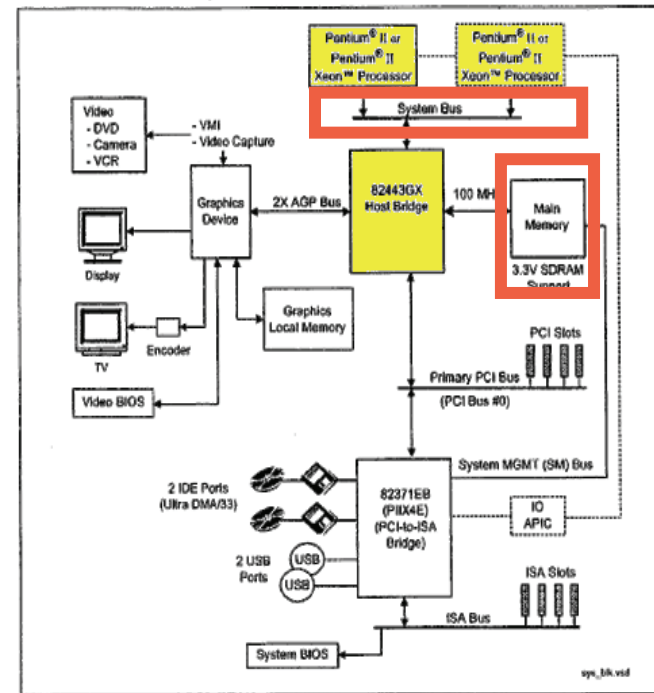 Pentium® II or
Pentium® II
Xeon™ Processor
Pentium® II or
Pentium® II
Xeon™ Processor
System Bus
Video
- DVD
- Camera
- VCR
- VMI
- Video Capture
Graphics
Device
2X AGP Bus
82443GX
Host Bridge
100 MH
Main
Memory
3.3V SDRAM
Support
Display
TV
Encoder
Graphics
Local Memory
Video BIOS
PCI Slots
Primary PCI Bus
(PCI Bus #0)
System MGMT (SM) Bus
2 IDE Ports
(Ultra DMA/33)
82371EB
(PIIX4E)
(PCI-to-ISA
Bridge)
IO
APIC
2 USB
Ports
USB
USB
ISA Slots
ISA Bus
System BIOS
sys_blk.vsd